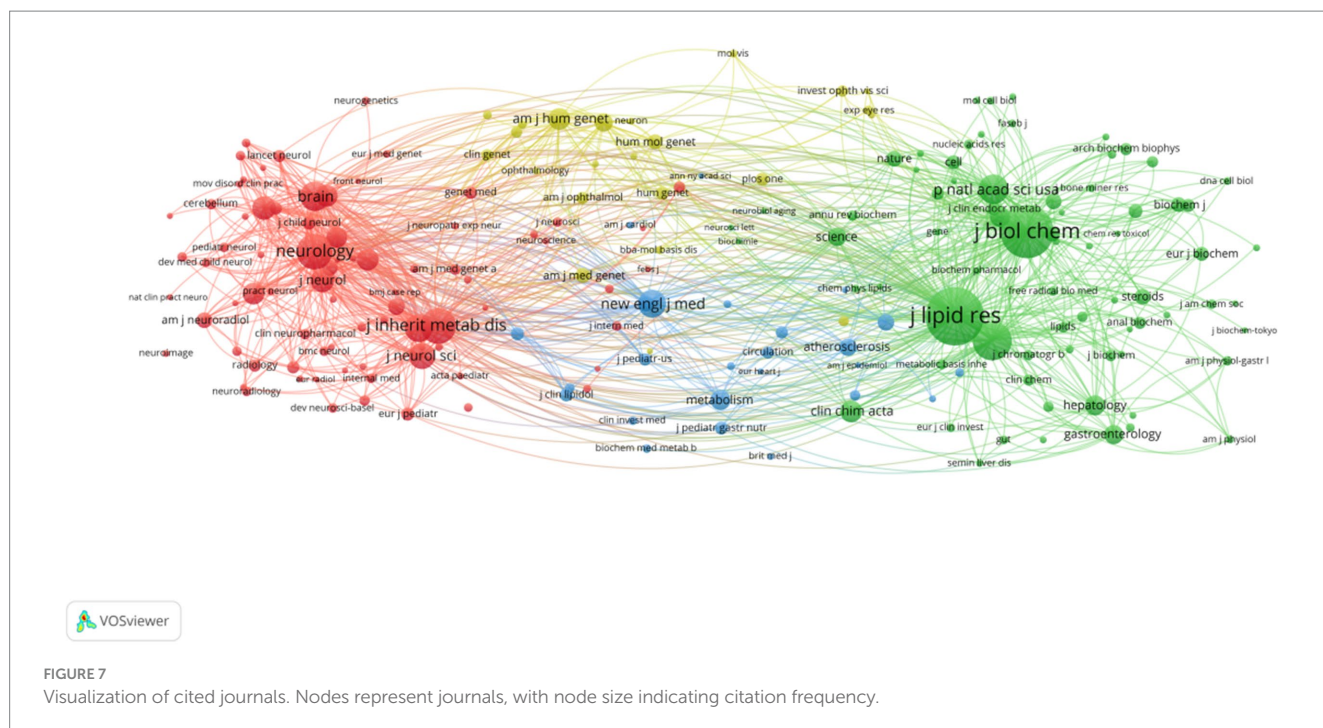 mol vis
invest ophth vis sci
neurogenetics
mol cell biol
exp eye res
am j hum genet
neuron
faseb j
hum mol genet
nucleic acids res
arch biochem biophys
lancet neurol
eur j med genet
clin genet
nature
cell
ophthalmology
ann ny acad sci
plos one
mov disord clin prac
front neurol
genet med
hum genet
p natl acad sci usa
bone miner res
dna cell biol
brain
am j ophthalmol
cerebellum
biochem j
neurobiol aging
j clin endocr metab
annu rev biochem
j child neurol
j neuropath exp neur
j neurosci
am j cardiol
neurosci lett
gene
j biol chem
chem res toxicol
science
neuroscience
biochimie
pediatr neurol
neurology
bba-mol basis dis
eur j biochem
dev med child neurol
am j med genet a
febs j
biochem pharmacol
am j med genet
j neurol
chem phys lipids
pract neurol
bmj case rep
free radical bio med
nat clin pract neuro
steroids
new engl j med
j am chem soc
j lipid res
am j neuroradiol
j inherit metab dis
j intern med
lipids
anal biochem
j biochem-tokyo
clin neuropharmacol
atherosclerosis
neuroimage
bmc neurol
j neurol sci
j pediatr-us
circulation
j chromatogr b
j biochem
radiology
am j epidemiol
metabolic basis inhe
am j physiol-gastr l
eur heart j
eur radiol
internal med
acta paediatr
clin chem
neuroradiology
j clin lipidol
metabolism
dev neurosci-basel
eur j pediatr
clin chim acta
hepatology
clin invest med
j pediatr gastr nutr
eur j clin invest
gastroenterology
gut
am j physiol
biochem med metab b
brit med j
semin liver dis
VOSviewer
FIGURE 7
Visualization of cited journals. Nodes represent journals, with node size indicating citation frequency.